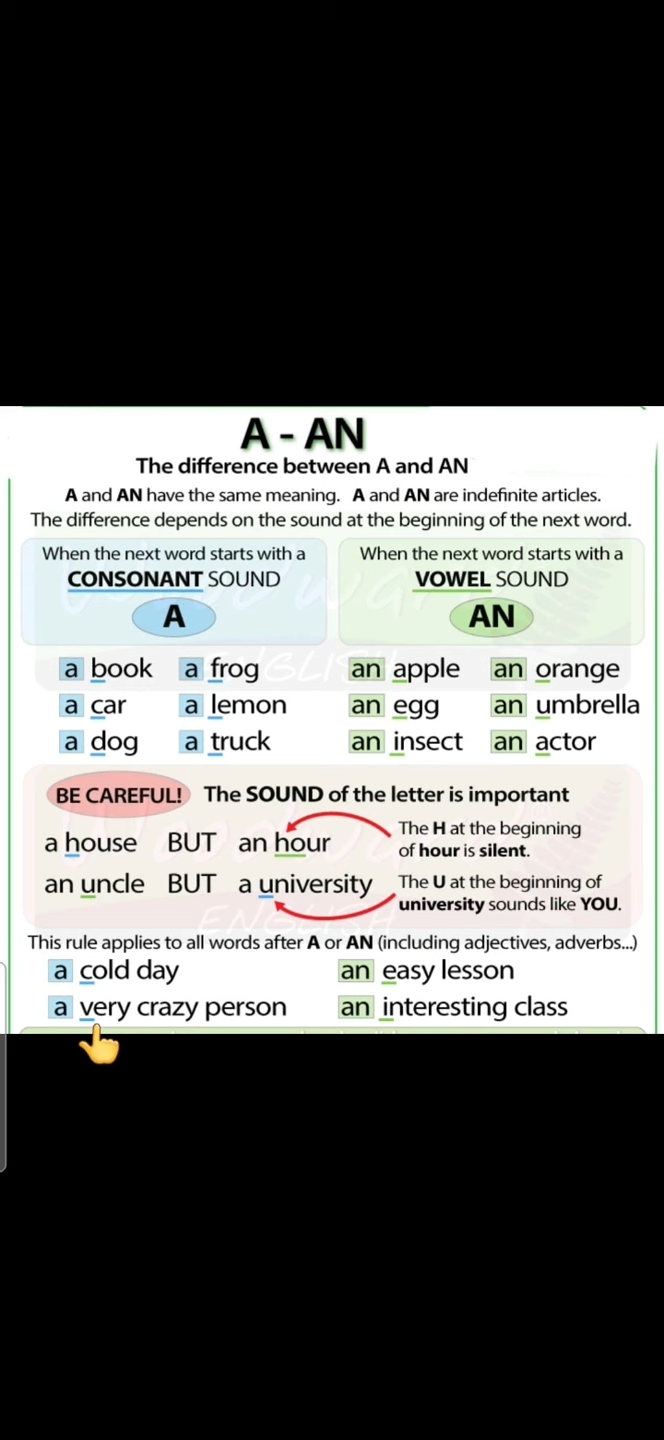 A - AN
The difference between A and AN
A and AN have the same meaning. A and AN are indefinite articles.
The difference depends on the sound at the beginning of the next word.
When the next word starts with a
CONSONANT SOUND
A
When the next word starts with a
VOWEL SOUND
AN
a book a frog
a car a lemon
a dog a truck
an apple an orange
an egg an umbrella
an insect an actor
BE CAREFUL! The SOUND of the letter is important
a house BUT an hour
The H at the beginning
of hour is silent.
an uncle BUT a university
The U at the beginning of
university sounds like YOU.
This rule applies to all words after A or AN (including adjectives, adverbs...)
a cold day an easy lesson
a very crazy person an interesting class
Woodward
ENGLISH
Woodward
ENGLISH